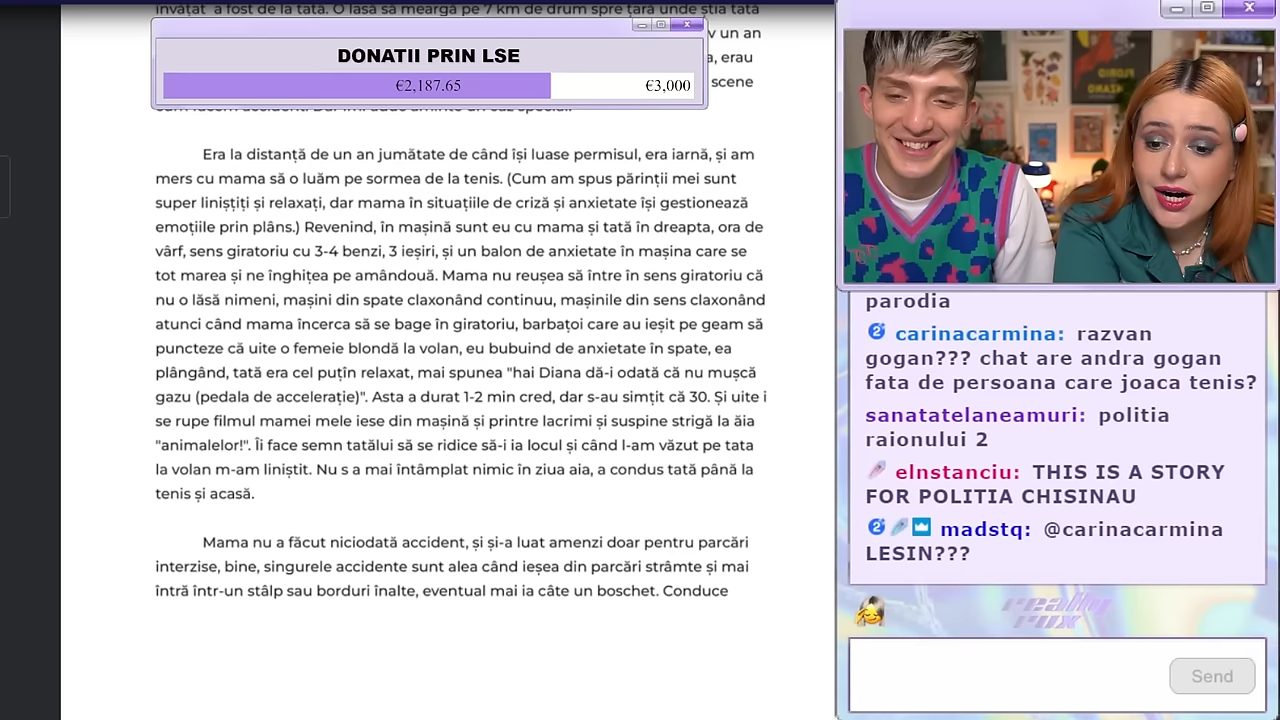 învățat a fost de la tată. O lăsă să meargă pe 7 km de drum spre țară unde știa tată
v un an
a, erau
scene
DONATII PRIN LSE
€2,187.65 €3,000
Era la distanță de un an jumătate de când își luase permisul, era iarnă, și am
mers cu mama să o luăm pe sormea de la tenis. (Cum am spus părinții mei sunt
super liniștiți și relaxați, dar mama în situațiile de criză și anxietate își gestionează
emoțiile prin plâns.) Revenind, în mașină sunt eu cu mama și tată în dreapta, ora de
vârf, sens giratoriu cu 3-4 benzi, 3 ieșiri, și un balon de anxietate în mașina care se
tot marea și ne înghițea pe amândouă. Mama nu reușea să între în sens giratoriu că
nu o lăsă nimeni, mașini din spate claxonând continuu, mașinile din sens claxonând
atunci când mama încerca să se bage în giratoriu, barbațoi care au ieșit pe geam să
puncteze că uite o femeie blondă la volan, eu bubuind de anxietate în spate, ea
plângând, tată era cel puțîn relaxat, mai spunea "hai Diana dă-i odată că nu mușcă
gazu (pedala de accelerație)". Asta a durat 1-2 min cred, dar s-au simțit că 30. Și uite i
se rupe filmul mamei mele iese din mașină și printre lacrimi și suspine strigă la ăia
"animalelor!". Îi face semn tatălui să se ridice să-i ia locul și când l-am văzut pe tata
la volan m-am liniștit. Nu s a mai întâmplat nimic în ziua aia, a condus tată până la
tenis și acasă.
Mama nu a făcut niciodată accident, și și-a luat amenzi doar pentru parcări
interzise, bine, singurele accidente sunt alea când ieșea din parcări strâmte și mai
întră într-un stâlp sau borduri înalte, eventual mai ia câte un boschet. Conduce
parodia
carinacarmina: razvan
gogan??? chat are andra gogan
fata de persoana care joaca tenis?
sanatatelaneamuri: politia
raionului 2
elnstanciu: THIS IS A STORY
FOR POLITIA CHISINAU
madstq: @carinacarmina
LESIN???
really
rux
Send